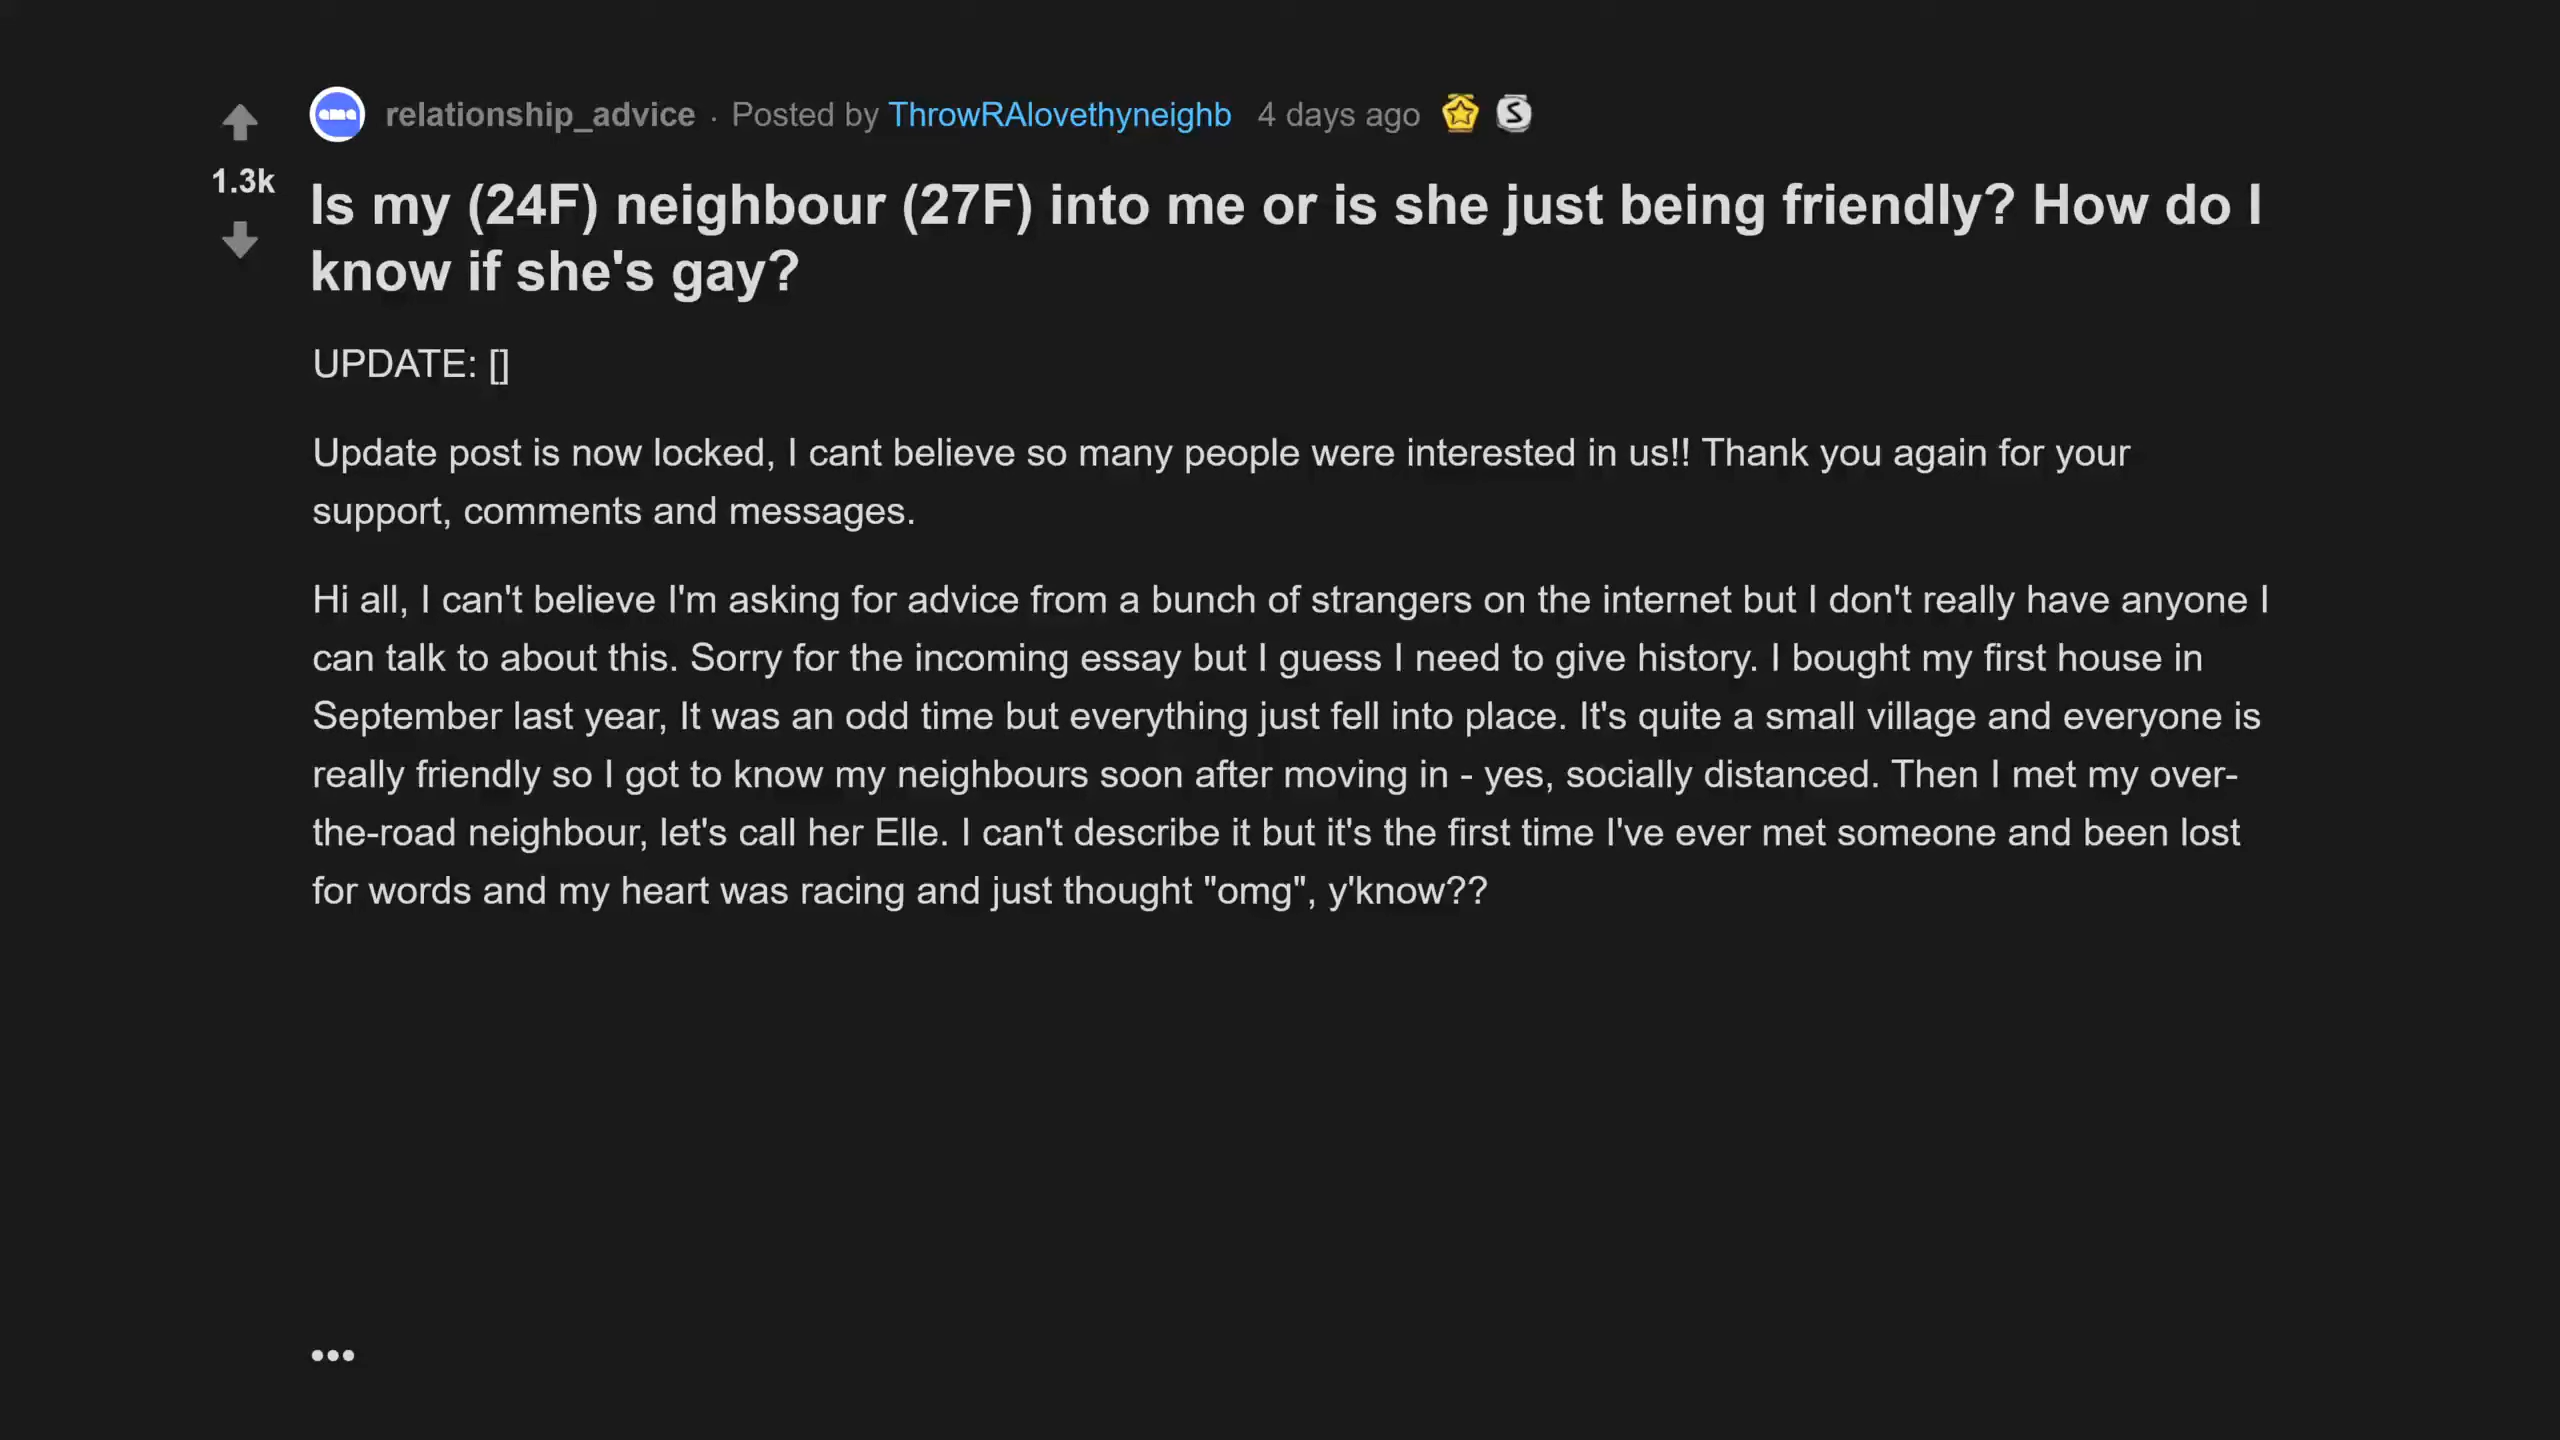 relationship_advice · Posted by ThrowRAlovethyneighb 4 days ago
1.3k
Is my (24F) neighbour (27F) into me or is she just being friendly? How do I
know if she's gay?
UPDATE: []
Update post is now locked, I cant believe so many people were interested in us!! Thank you again for your
support, comments and messages.
Hi all, I can't believe I'm asking for advice from a bunch of strangers on the internet but I don't really have anyone I
can talk to about this. Sorry for the incoming essay but I guess I need to give history. I bought my first house in
September last year, It was an odd time but everything just fell into place. It's quite a small village and everyone is
really friendly so I got to know my neighbours soon after moving in - yes, socially distanced. Then I met my over-
the-road neighbour, let's call her Elle. I can't describe it but it's the first time I've ever met someone and been lost
for words and my heart was racing and just thought "omg", y'know??
•••